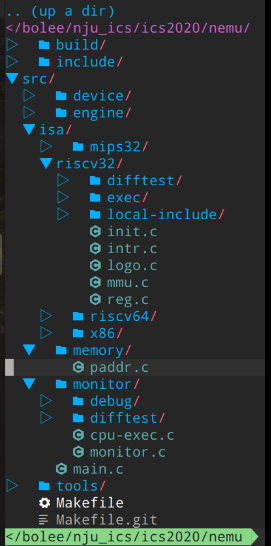 .. (up a dir)
</bolee/nju_ics/ics2020/nemu/
build/
include/
src/
device/
engine/
isa/
mips32/
riscv32/
difftest/
exec/
local-include/
init.c
intr.c
logo.c
mmu.c
reg.c
riscv64/
x86/
memory/
paddr.c
monitor/
debug/
difftest/
cpu-exec.c
monitor.c
main.c
tools/
Makefile
Makefile.git
</bolee/nju_ics/ics2020/nemu